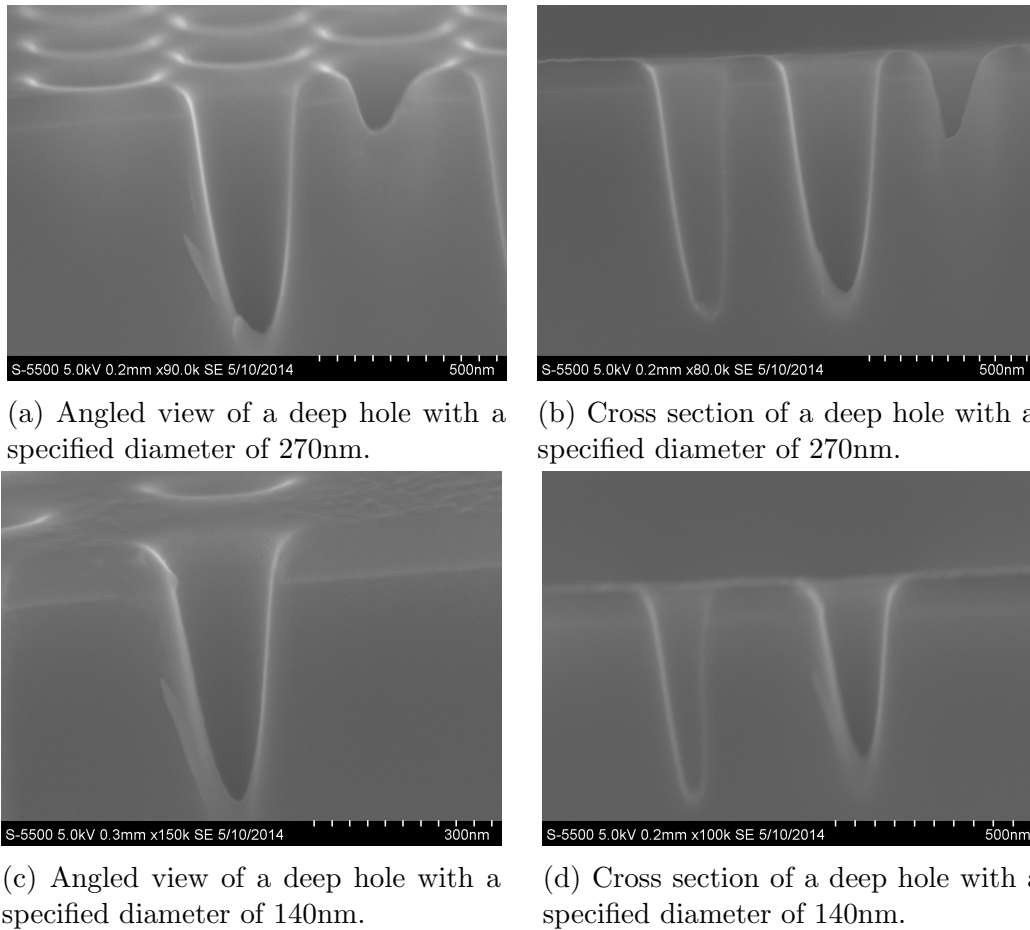 S-5500 5.0kV 0.2mm x90.0k SE 5/10/2014 500nm
S-5500 5.0kV 0.2mm x80.0k SE 5/10/2014 500nm
(a) Angled view of a deep hole with a
specified diameter of 270nm.
(b) Cross section of a deep hole with a
specified diameter of 270nm.
S-5500 5.0kV 0.3mm x150k SE 5/10/2014 300nm
S-5500 5.0kV 0.2mm x100k SE 5/10/2014 500nm
(c) Angled view of a deep hole with a
specified diameter of 140nm.
(d) Cross section of a deep hole with a
specified diameter of 140nm.